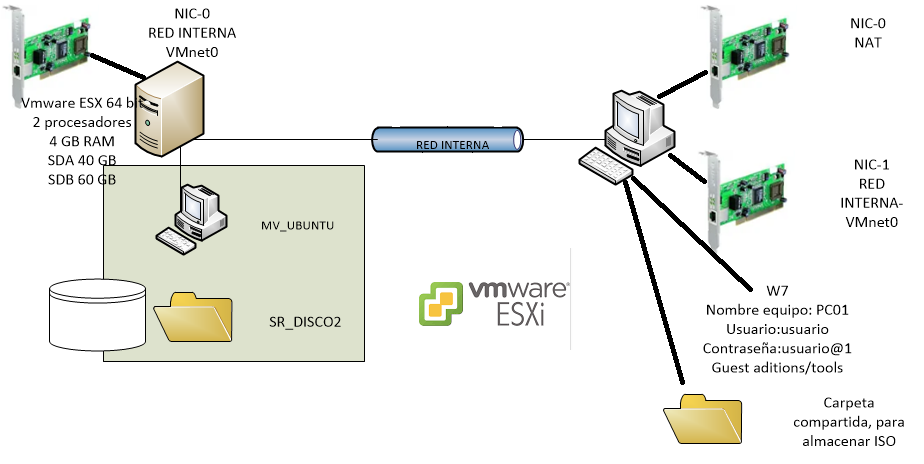 NIC-0
RED INTERNA
VMnet0
Vmware ESX 64 bit
2 procesadores
4 GB RAM
SDA 40 GB
SDB 60 GB
RED INTERNA
NIC-0
NAT
NIC-1
RED
INTERNA-
VMnet0
MV_UBUNTU
SR_DISCO2
vmware®
ESXi
W7
Nombre equipo: PC01
Usuario:usuario
Contraseña:usuario@1
Guest aditions/tools
Carpeta
compartida, para
almacenar ISO